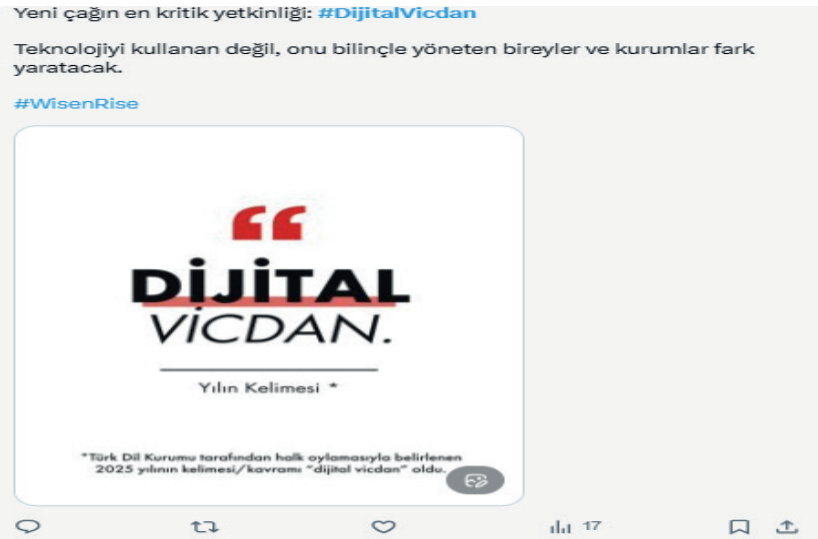 Yeni çağın en kritik yetkinliği: #DijitalVicdan
Teknolojiyi kullanan değil, onu bilinçle yöneten bireyler ve kurumlar fark
yaratacak.
#WisenRise
DİJİTAL
VİCDAN.
Yılın Kelimesi *
*Türk Dil Kurumu tarafından halk oylamasıyla belirlenen
2025 yılının kelimesi/kavramı "dijital vicdan" oldu.
17